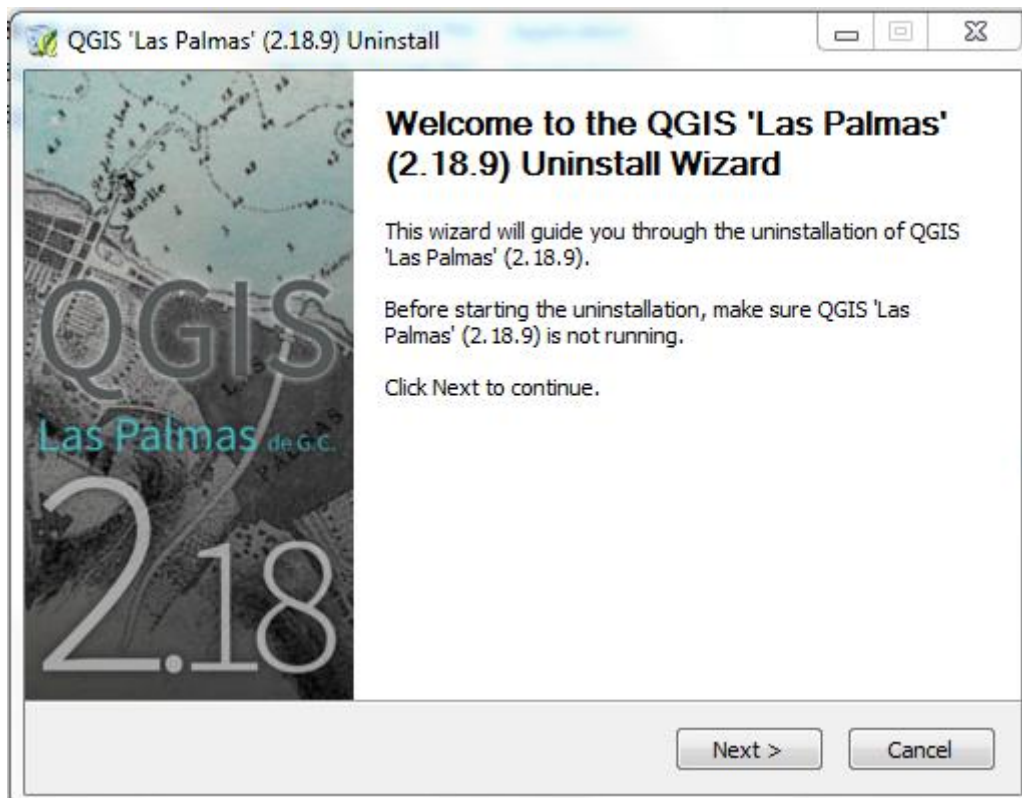 QGIS 'Las Palmas' (2.18.9) Uninstall
Welcome to the QGIS 'Las Palmas'
(2.18.9) Uninstall Wizard
This wizard will guide you through the uninstallation of QGIS
'Las Palmas' (2.18.9).
Before starting the uninstallation, make sure QGIS 'Las
Palmas' (2.18.9) is not running.
Click Next to continue.
QGIS
Las Palmas de G.C.
2.18
Next >
Cancel